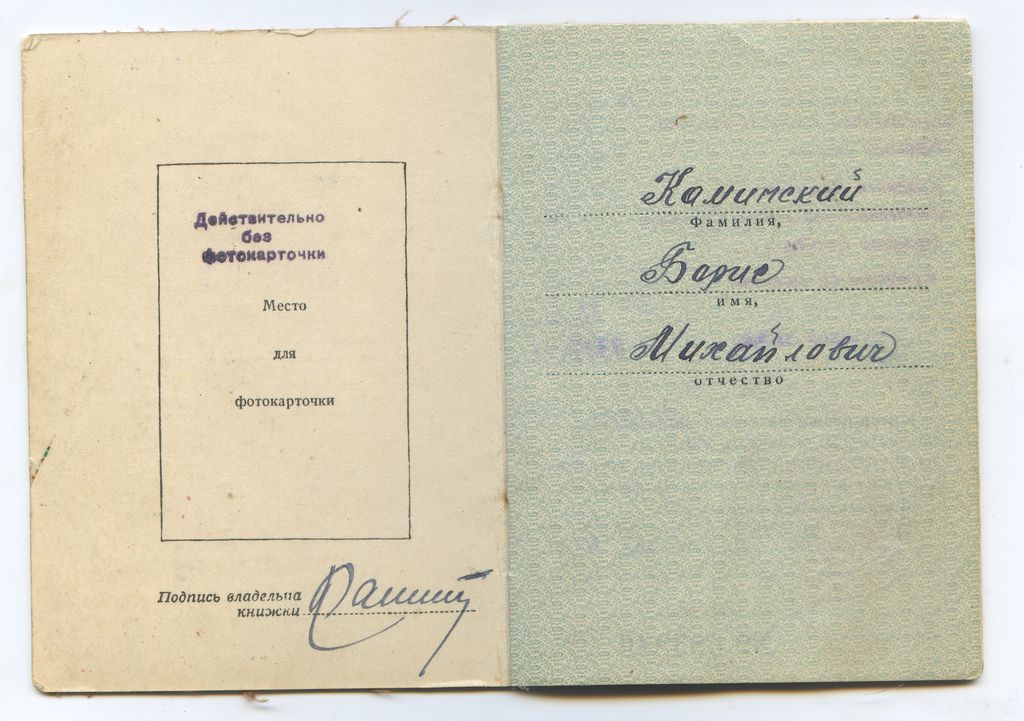 Действительно
без
фотокарточки
Место
для
фотокарточки
Подпись владельца
книжки
Каминский
Фамилия,
Борис
имя,
Михайлович
отчество